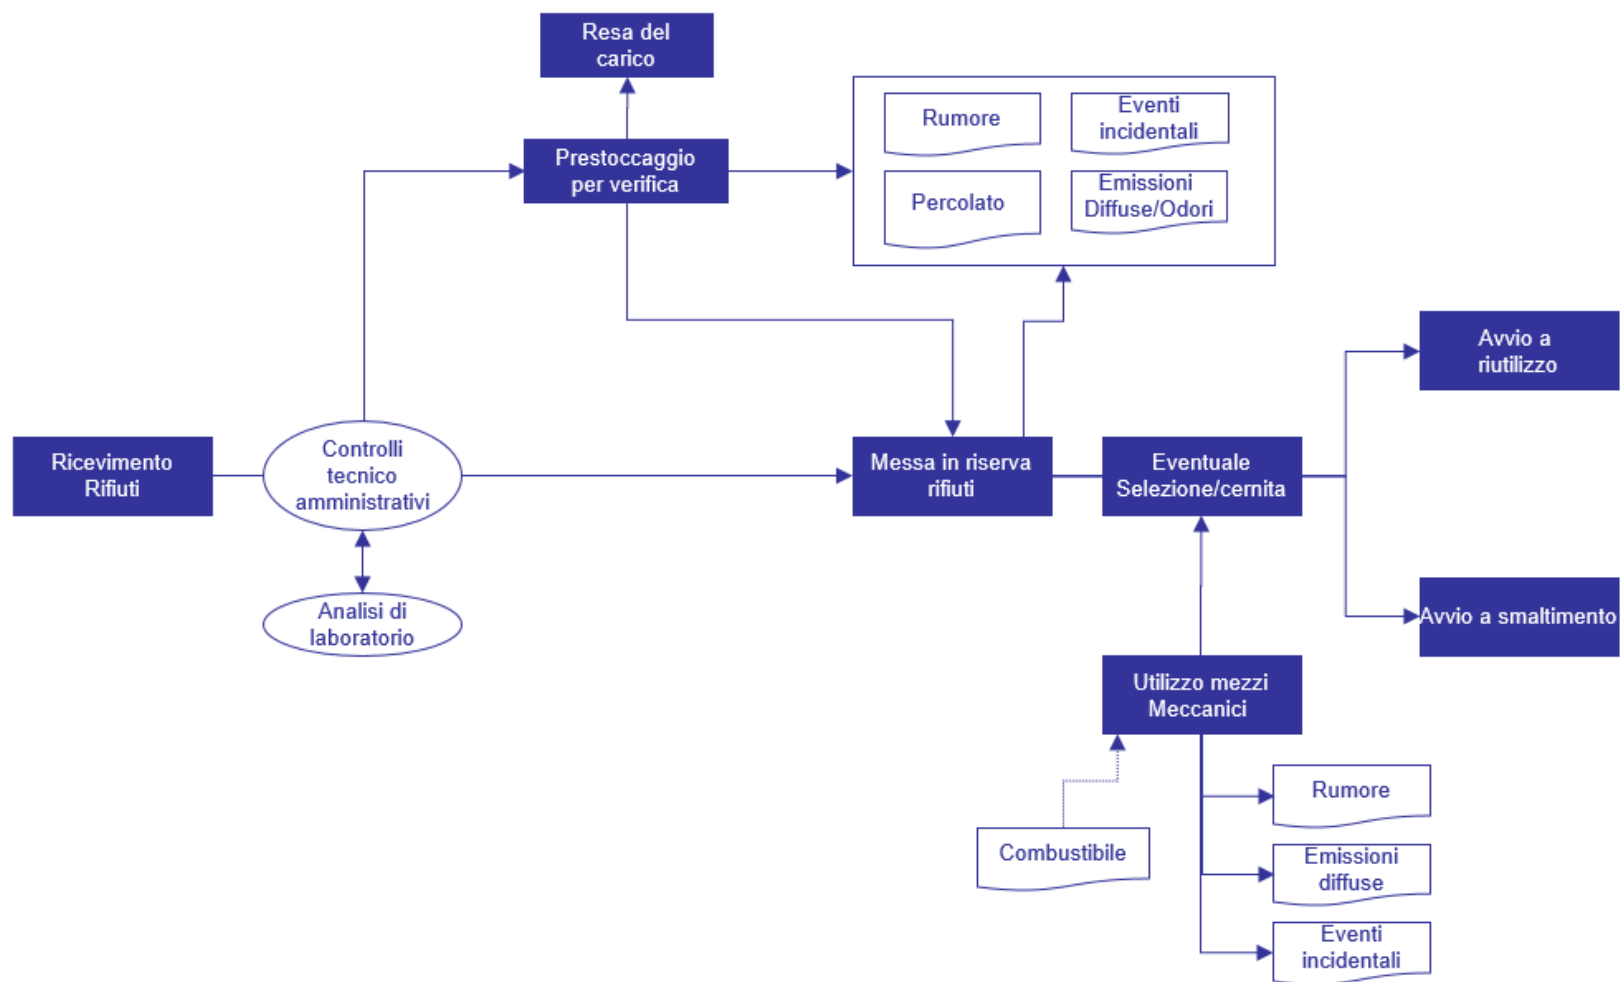 Resa del
carico
Prestoccaggio
per verifica
Rumore
Eventi
incidentali
Percolato
Emissioni
Diffuse/Odori
Avvio a
riutilizzo
Ricevimento
Rifiuti
Controlli
tecnico
amministrativi
Messa in riserva
rifiuti
Eventuale
Selezione/cernita
Analisi di
laboratorio
Avvio a smaltimento
Utilizzo mezzi
Meccanici
Rumore
Combustibile
Emissioni
diffuse
Eventi
incidentali